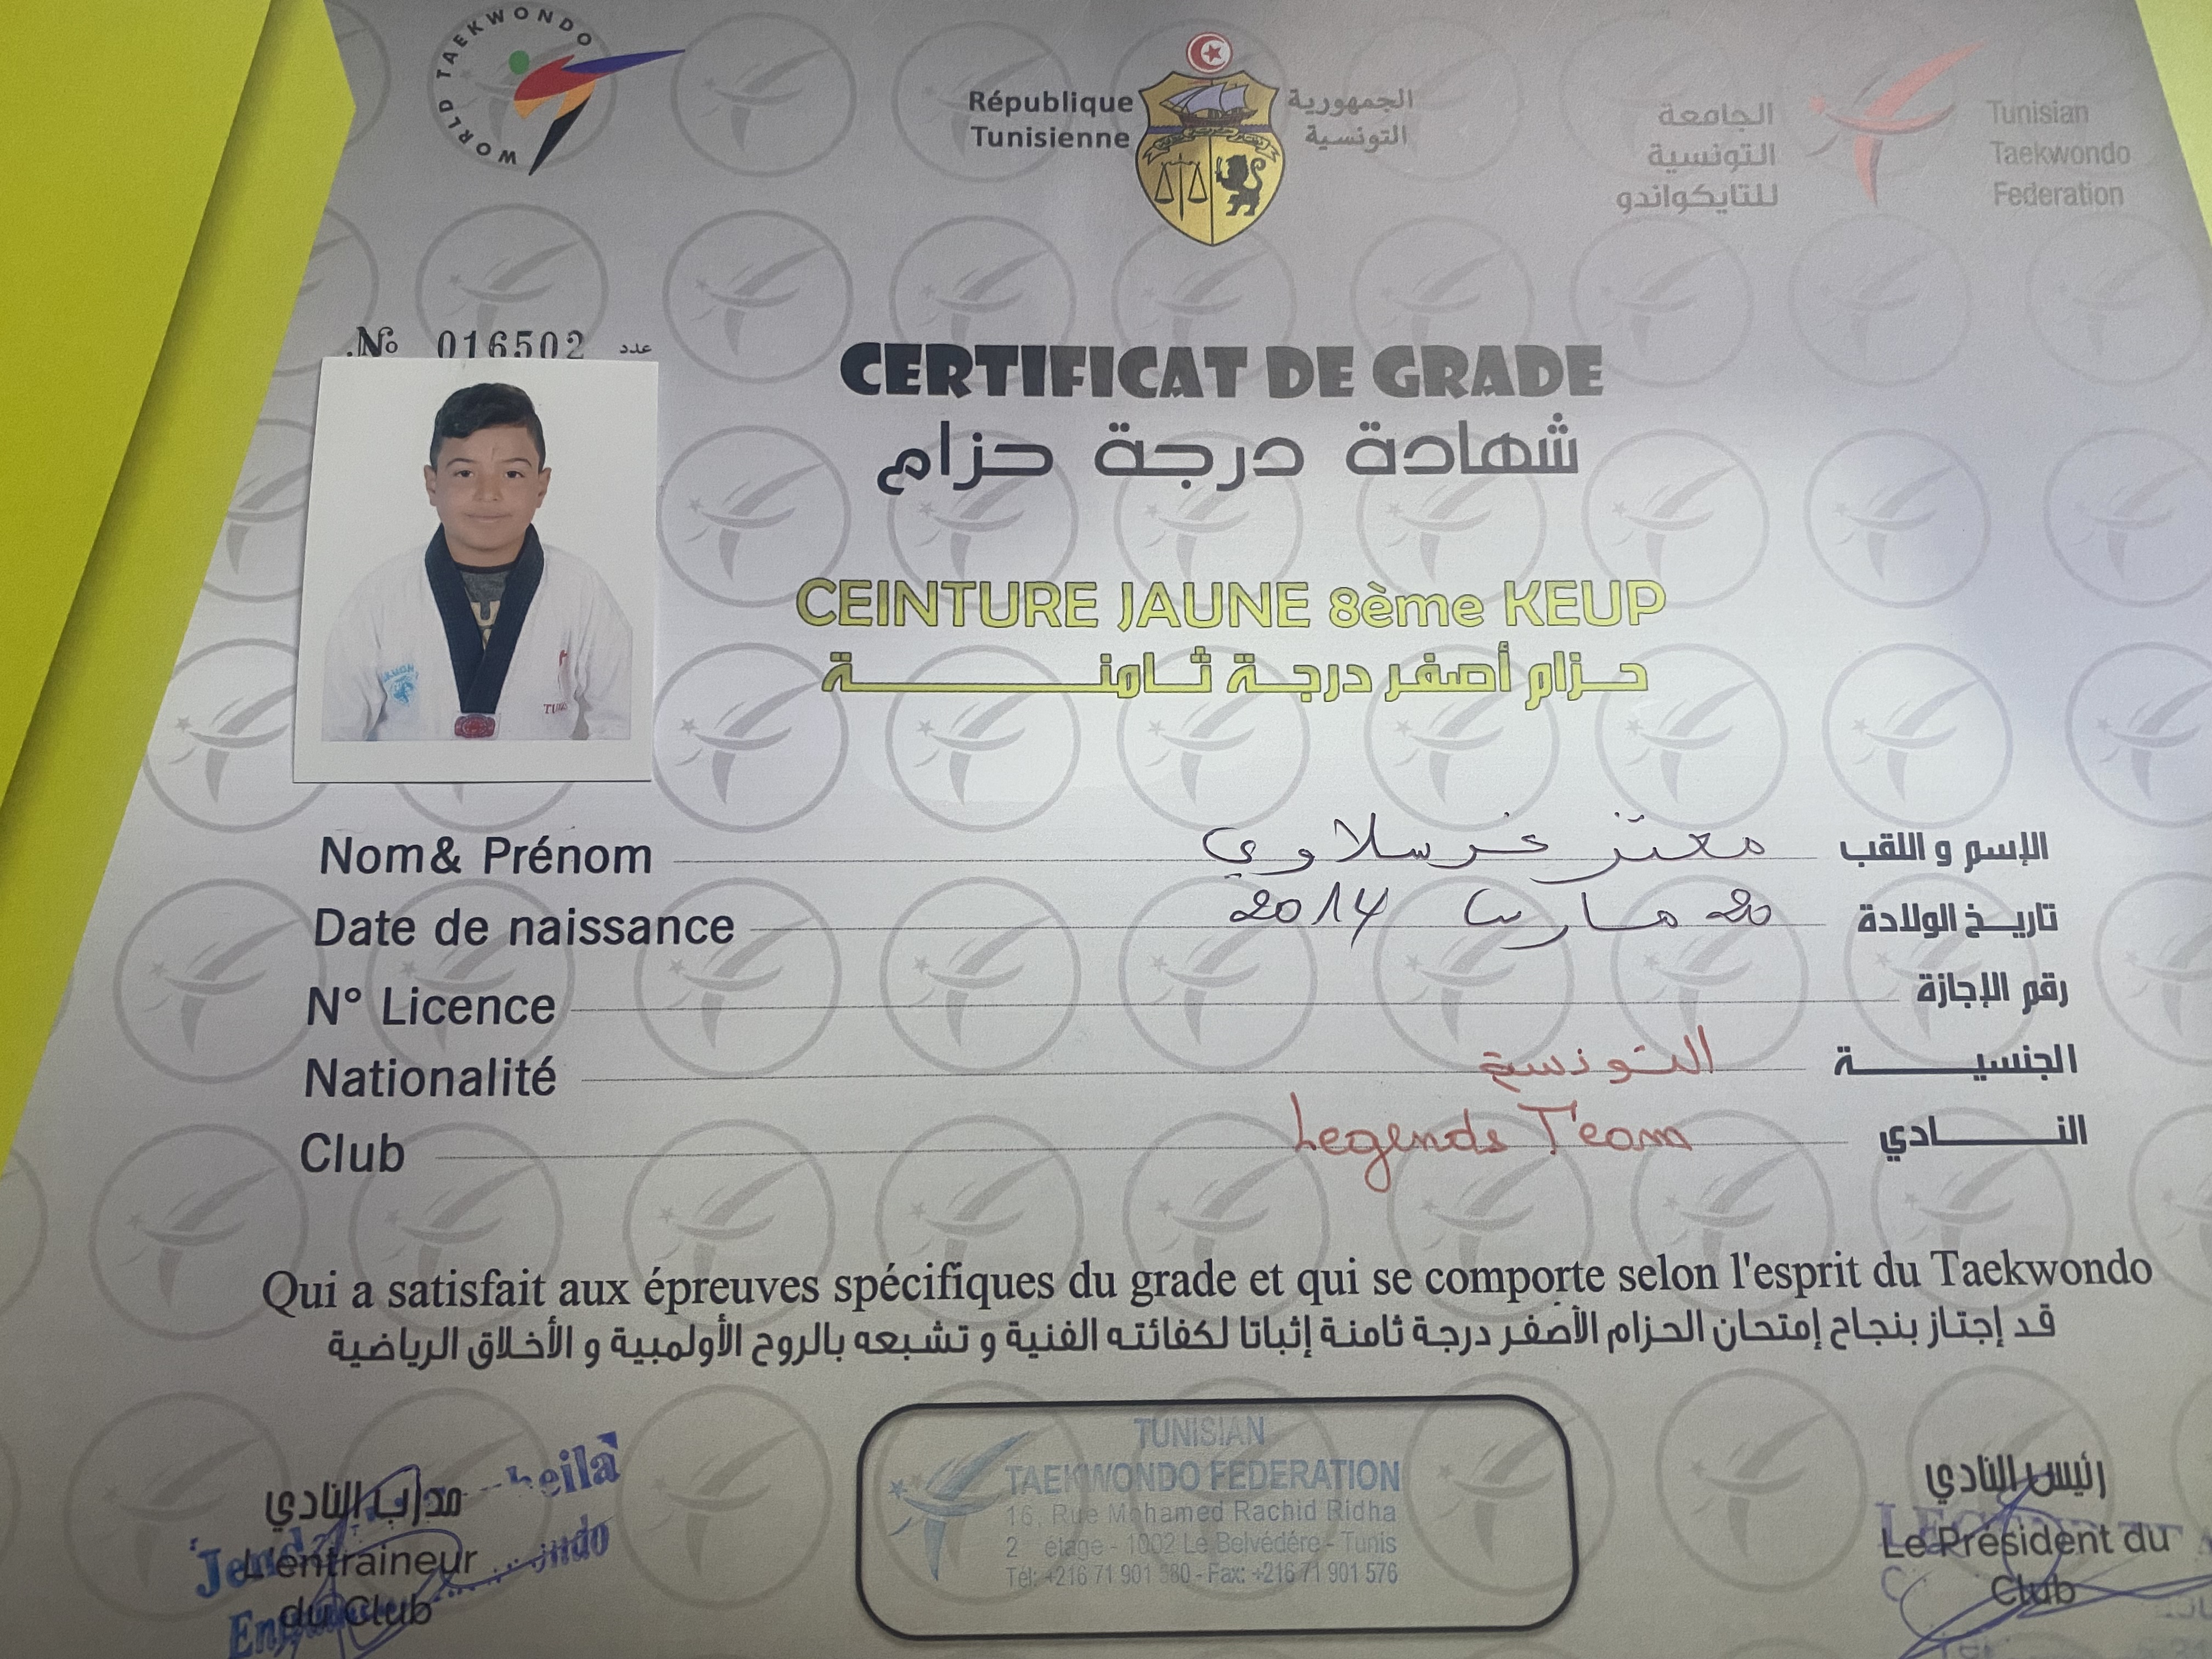 WORLD TAEKWONDO
République
Tunisienne
الجمهورية
التونسية
الجامعة
التونسية
للتايكواندو
Tunisian
Taekwondo
Federation
№ 016502 عدد
CERTIFICAT DE GRADE
شهادة درجة حزام
CEINTURE JAUNE 8ème KEUP
حزام أصفر درجة ثامنة
Nom& Prénom معتز غرسلاوي الإسم و اللقب
Date de naissance 20 مارس 2014 تاريخ الولادة
N° Licence رقم الإجازة
Nationalité التونسية الجنسية
Club Legends Team النادي
Qui a satisfait aux épreuves spécifiques du grade et qui se comporte selon l'esprit du Taekwondo
قد إجتاز بنجاح إمتحان الحزام الأصفر درجة ثامنة إثباتا لكفائته الفنية و تشبعه بالروح الأولمبية و الأخلاق الرياضية
مدرب النادي
L'entraineur
du Club
TUNISIAN
TAEKWONDO FEDERATION
16, Rue Mohamed Rachid Ridha
2 étage - 1002 Le Belvédére - Tunis
Tél: +216 71 901 - Fax: +216 71 901 576
رئيس النادي
Le Président du
Club